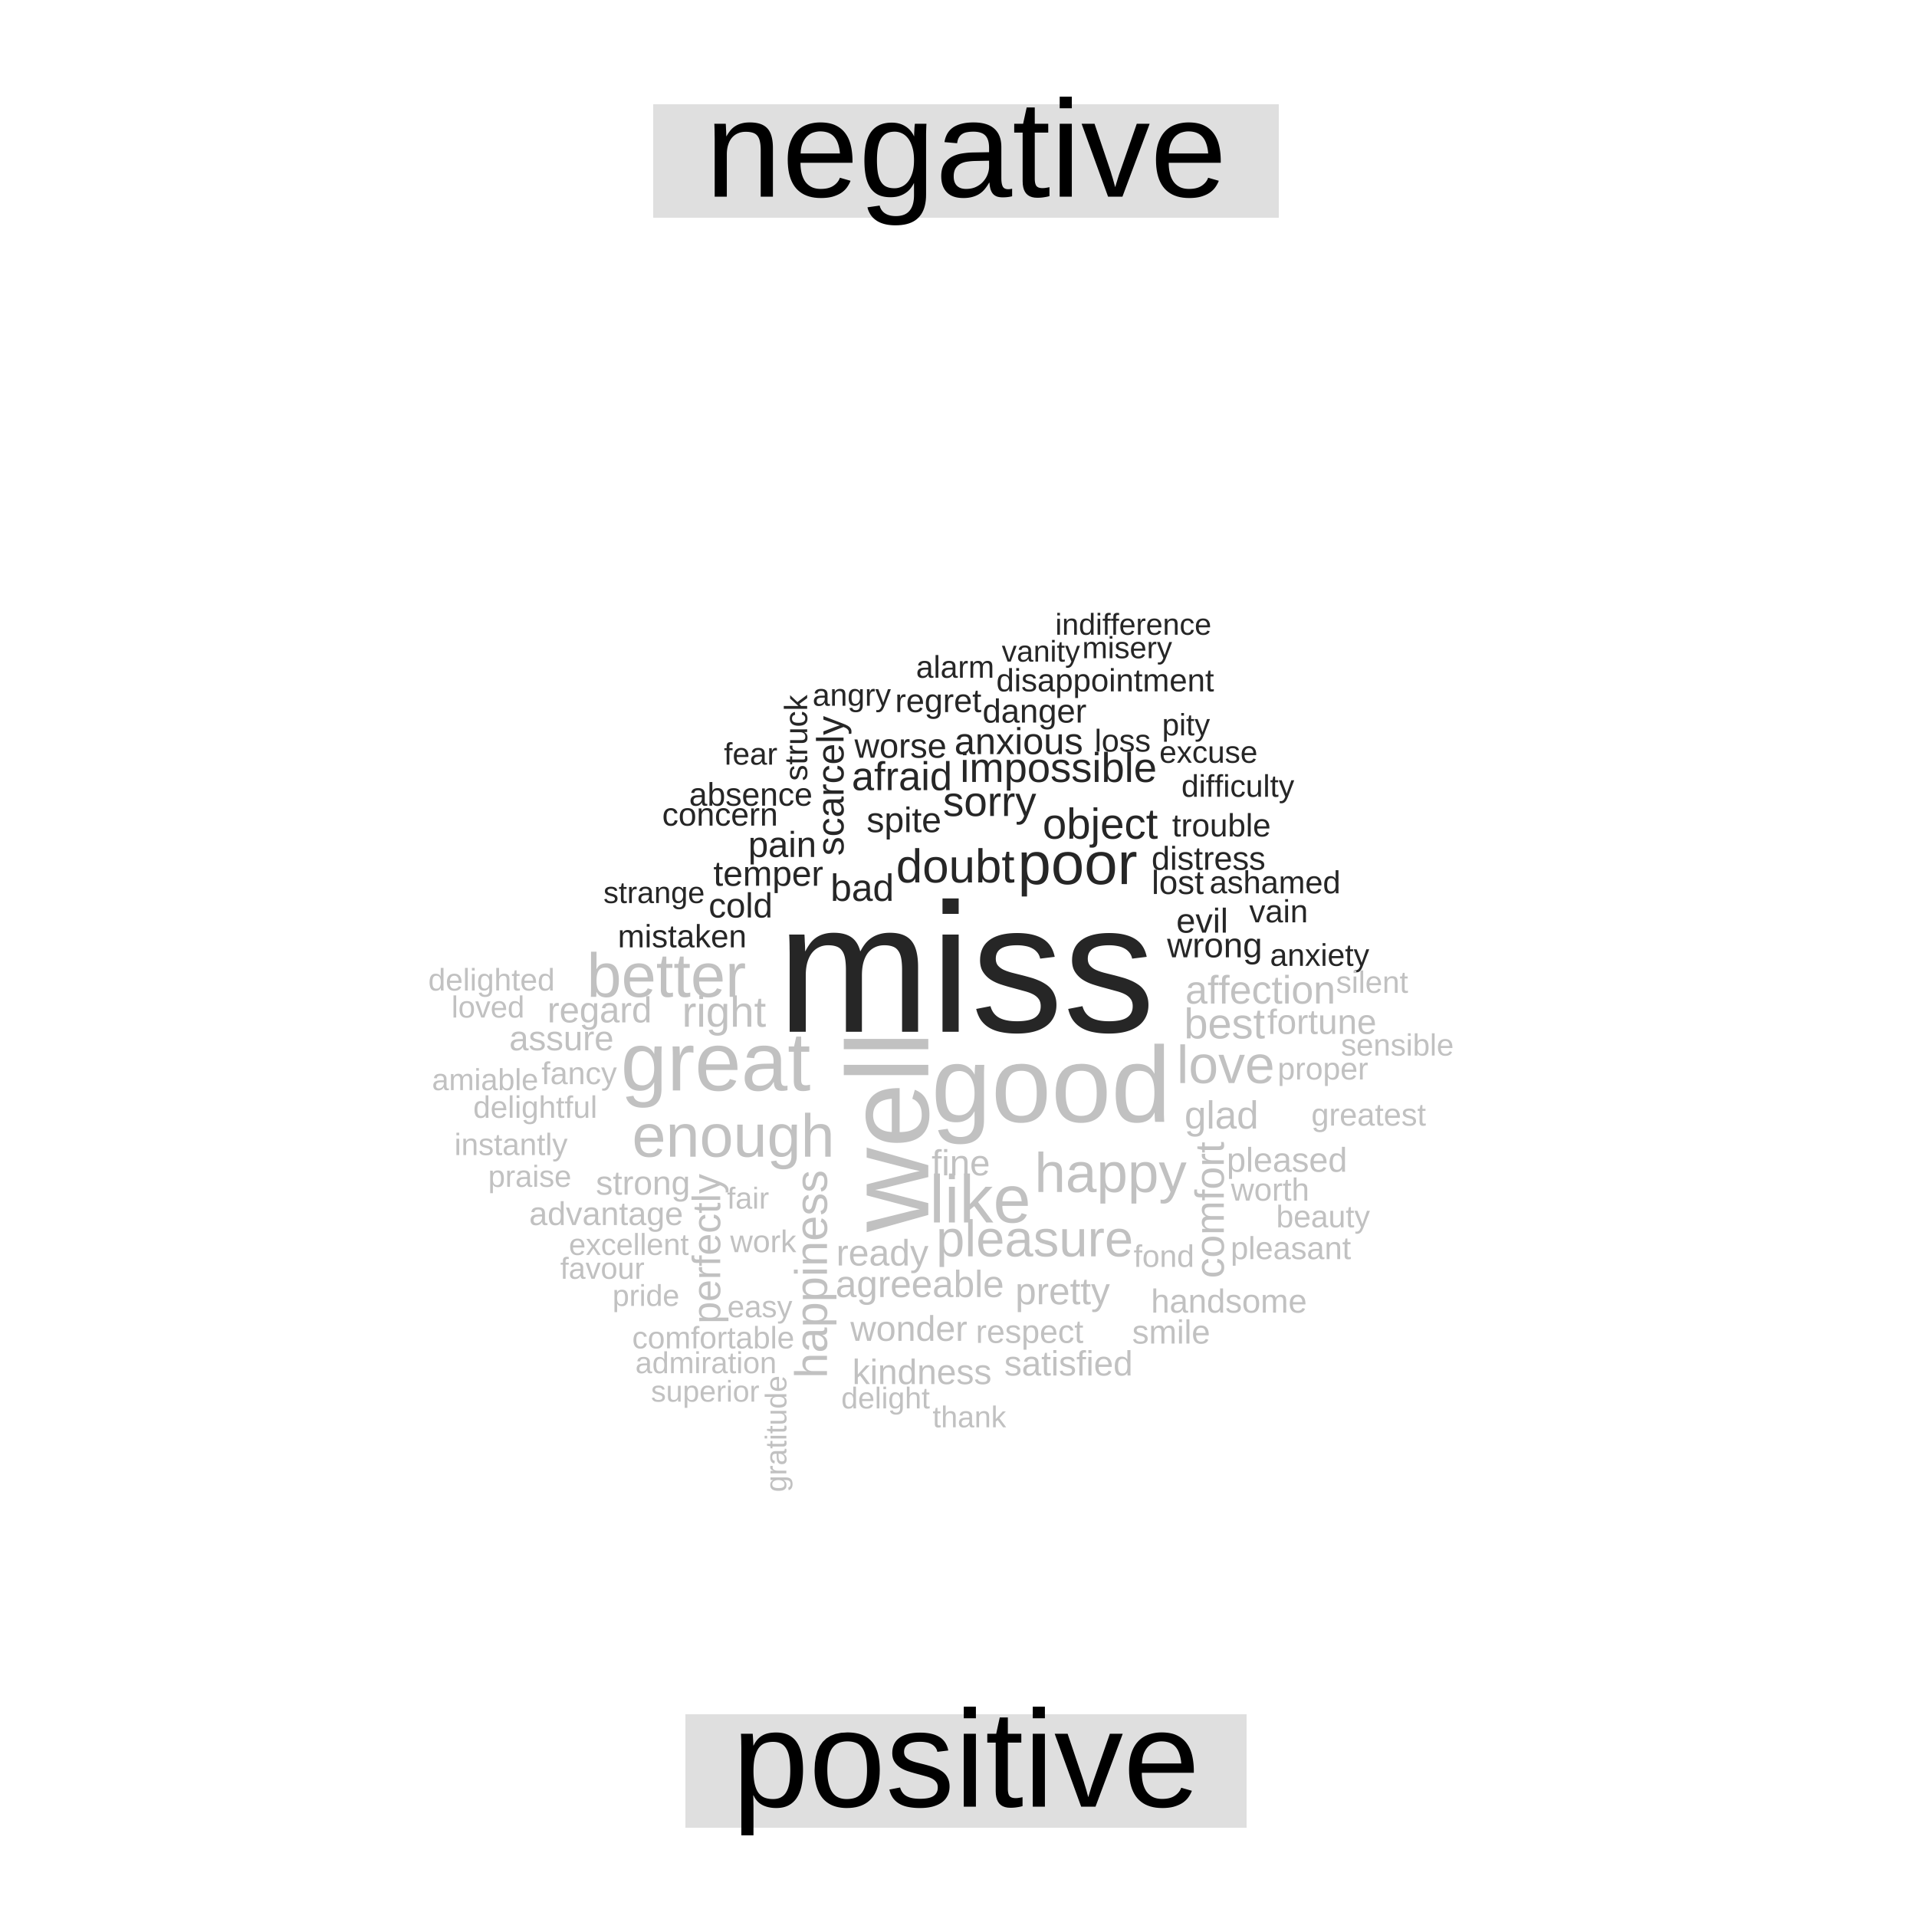 negative
indifference
vanity misery
alarm disappointment
angry regret danger
struck scarcely pity
fear worse anxious loss excuse
afraid impossible difficulty
absence sorry
concern spite object trouble
pain doubt poor distress
temper bad lost ashamed
strange cold evil vain
mistaken miss wrong anxiety
delighted better affection silent
loved regard right best fortune
assure great well good love proper sensible
amiable fancy
delightful glad greatest
instantly enough fine happy comfort pleased
praise strong perfectly fair happiness like worth
advantage work pleasure beauty
excellent ready fond pleasant
favour agreeable pretty handsome
pride easy
comfortable wonder respect smile
admiration kindness satisfied
superior gratitude delight
thank
positive